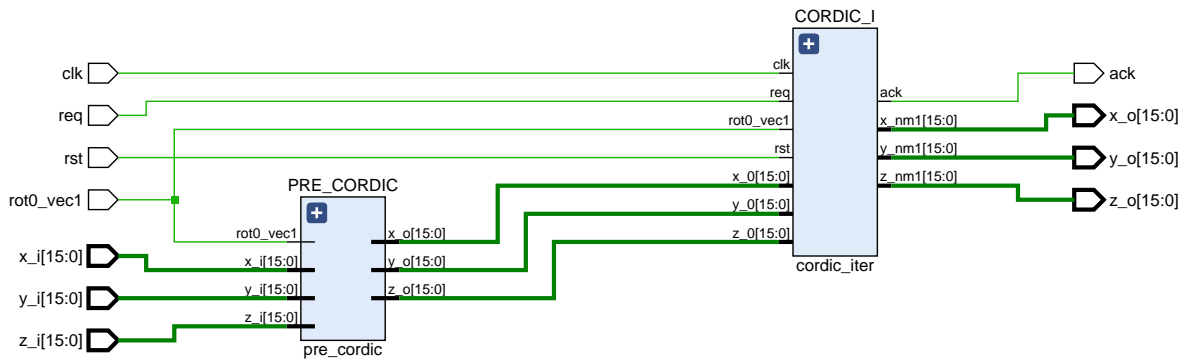 CORDIC_I
clk
clk
req
req
ack
ack
rot0_vec1
x_nm1[15:0]
x_o[15:0]
rst
rst
y_nm1[15:0]
y_o[15:0]
PRE_CORDIC
x_0[15:0]
z_nm1[15:0]
z_o[15:0]
rot0_vec1
y_0[15:0]
rot0_vec1
x_o[15:0]
z_0[15:0]
x_i[15:0]
x_i[15:0]
y_o[15:0]
cordic_iter
y_i[15:0]
y_i[15:0]
z_o[15:0]
z_i[15:0]
z_i[15:0]
pre_cordic